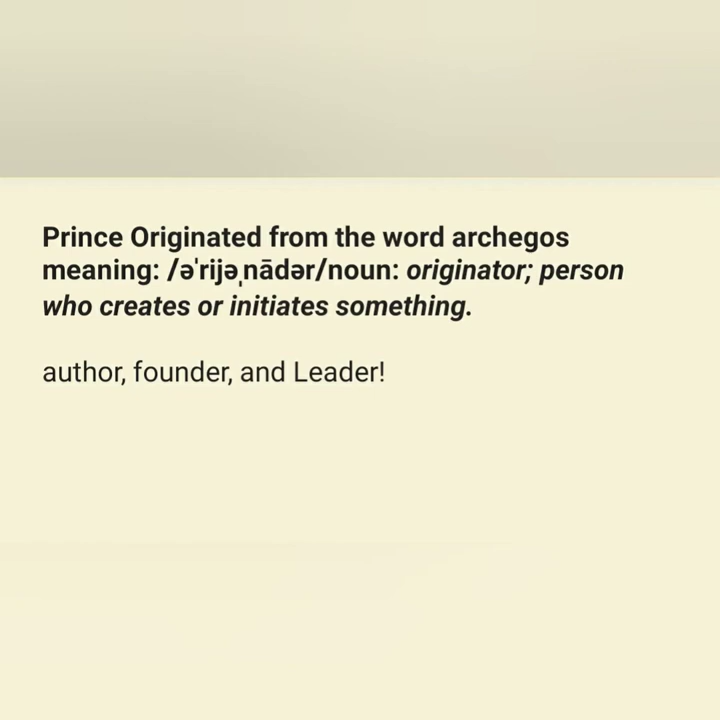 Prince Originated from the word archegos
meaning: /əˈrijəˌnādər/noun: originator; person
who creates or initiates something.
author, founder, and Leader!